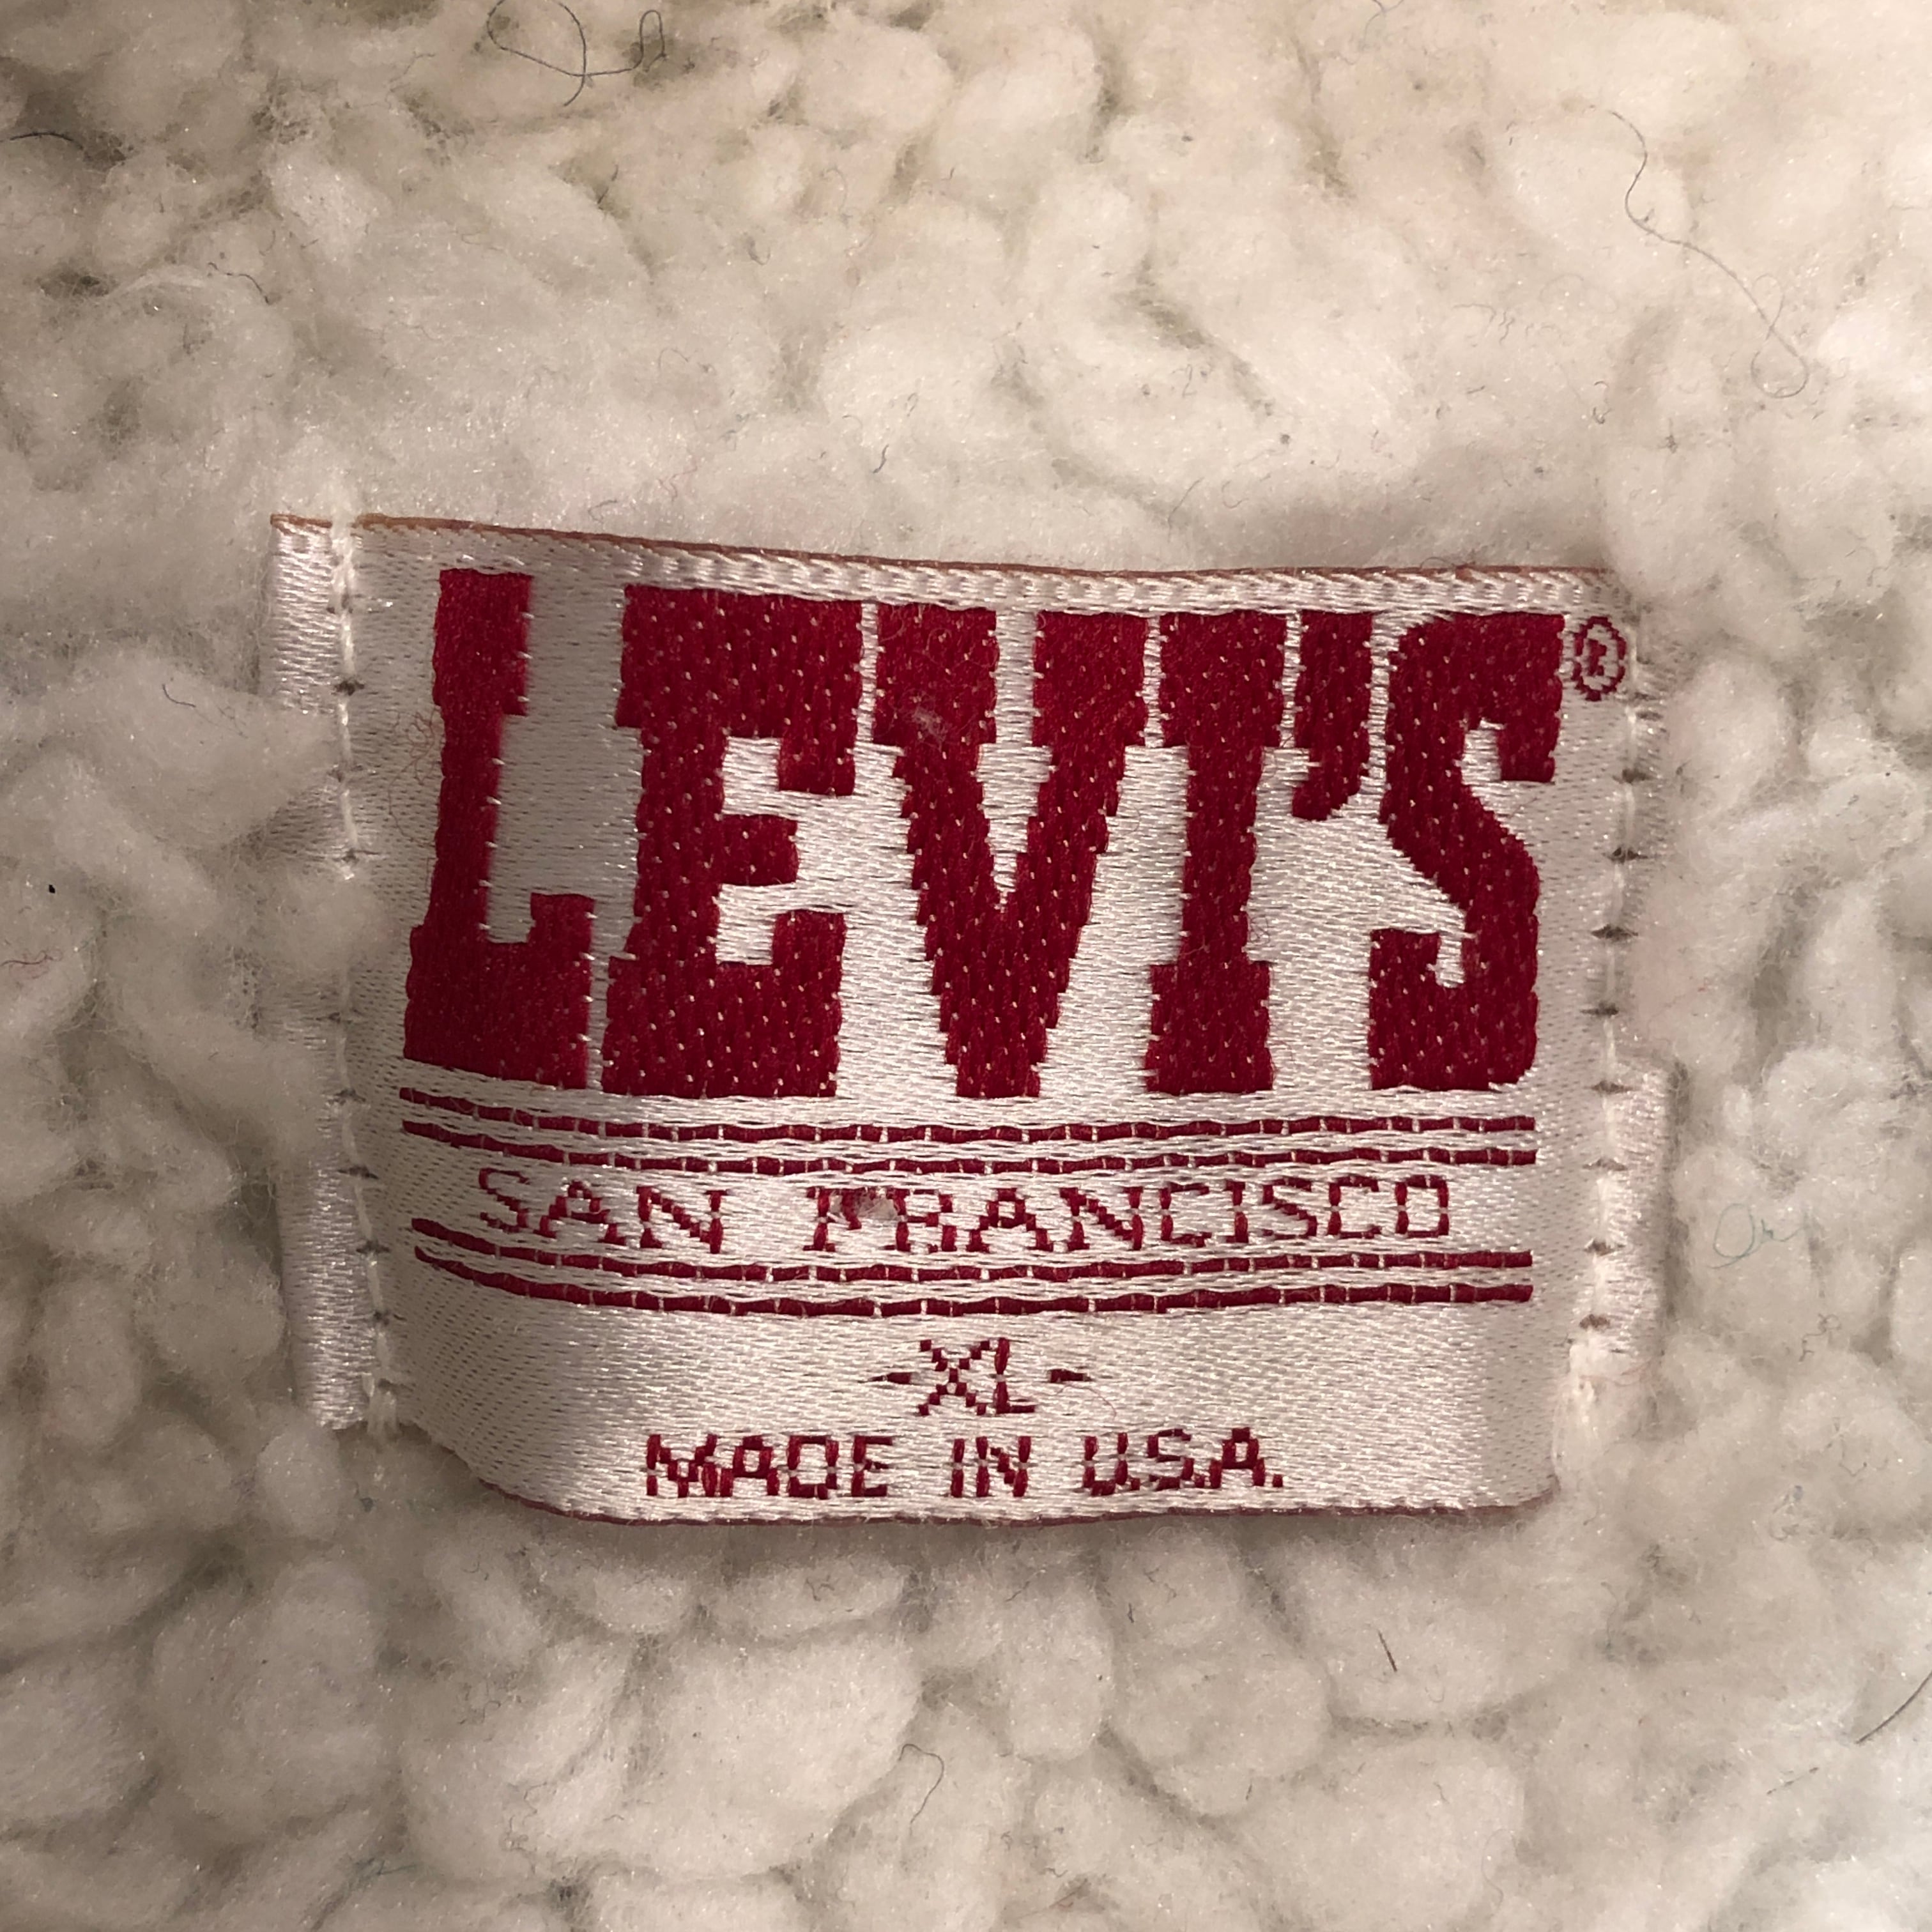 LEVI'S®
SAN FRANCISCO
-XL-
MADE IN U.S.A.